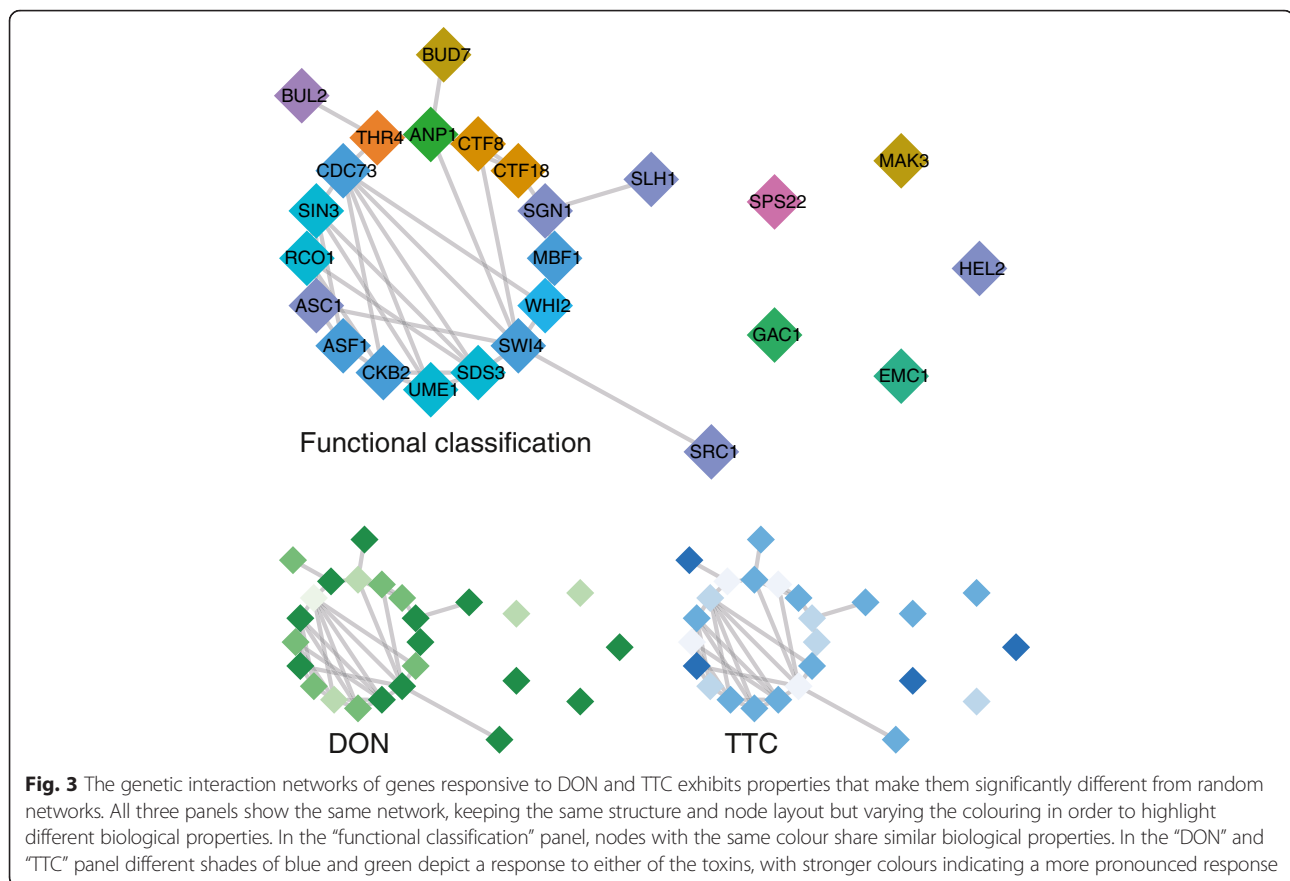 BUD7
BUL2
THR4
ANP1
CTF8
MAK3
CDC73
CTF18
SLH1
SPS22
SIN3
SGN1
RCO1
MBF1
HEL2
ASC1
WHI2
ASF1
SWI4
GAC1
CKB2
SDS3
EMC1
UME1
Functional classification
SRC1
DON
TTC
Fig. 3 The genetic interaction networks of genes responsive to DON and TTC exhibits properties that make them significantly different from random
networks. All three panels show the same network, keeping the same structure and node layout but varying the colouring in order to highlight
different biological properties. In the “functional classification” panel, nodes with the same colour share similar biological properties. In the “DON” and
“TTC” panel different shades of blue and green depict a response to either of the toxins, with stronger colours indicating a more pronounced response